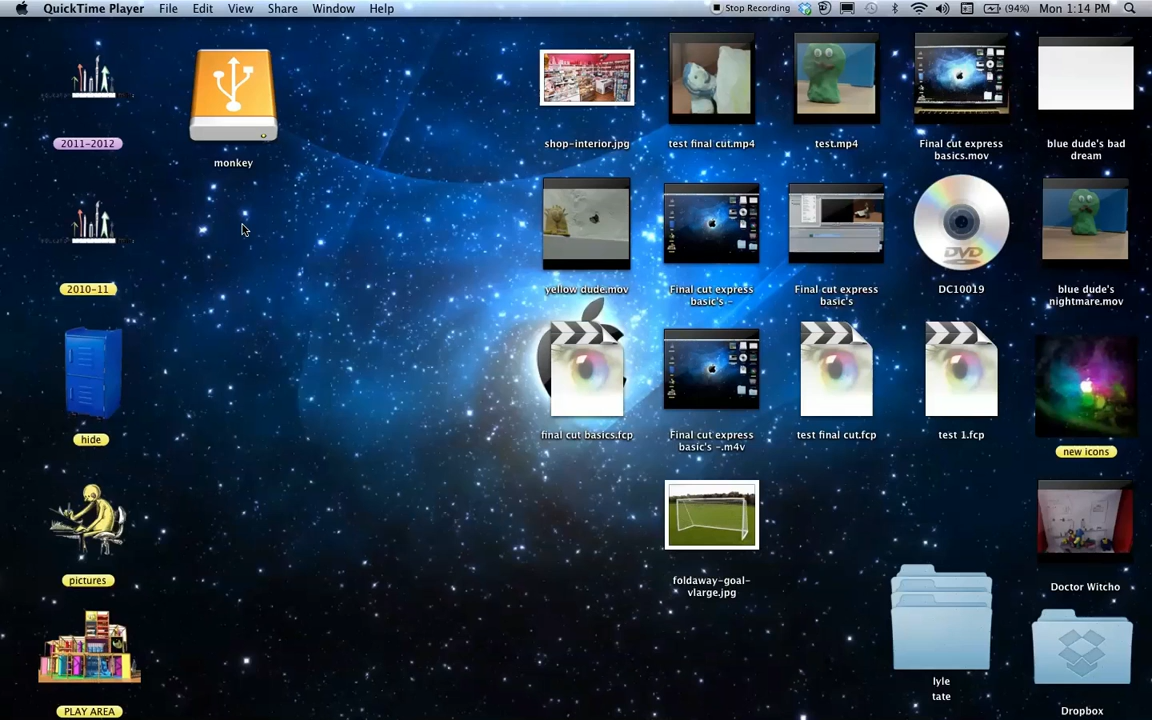 QuickTime Player File Edit View Share Window Help Stop Recording (94%) Mon 1:14 PM
2011-2012
monkey
shop-interior.jpg
test final cut.mp4
test.mp4
Final cut express
basics.mov
blue dude's bad
dream
2010-11
yellow dude.mov
Final cut express
basic's -
Final cut express
basic's
DVD
DC10019
blue dude's
nightmare.mov
hide
final cut basics.fcp
Final cut express
basic's -.m4v
test final cut.fcp
test 1.fcp
new icons
pictures
foldaway-goal-
vlarge.jpg
Doctor Witcho
PLAY AREA
lyle
tate
Dropbox